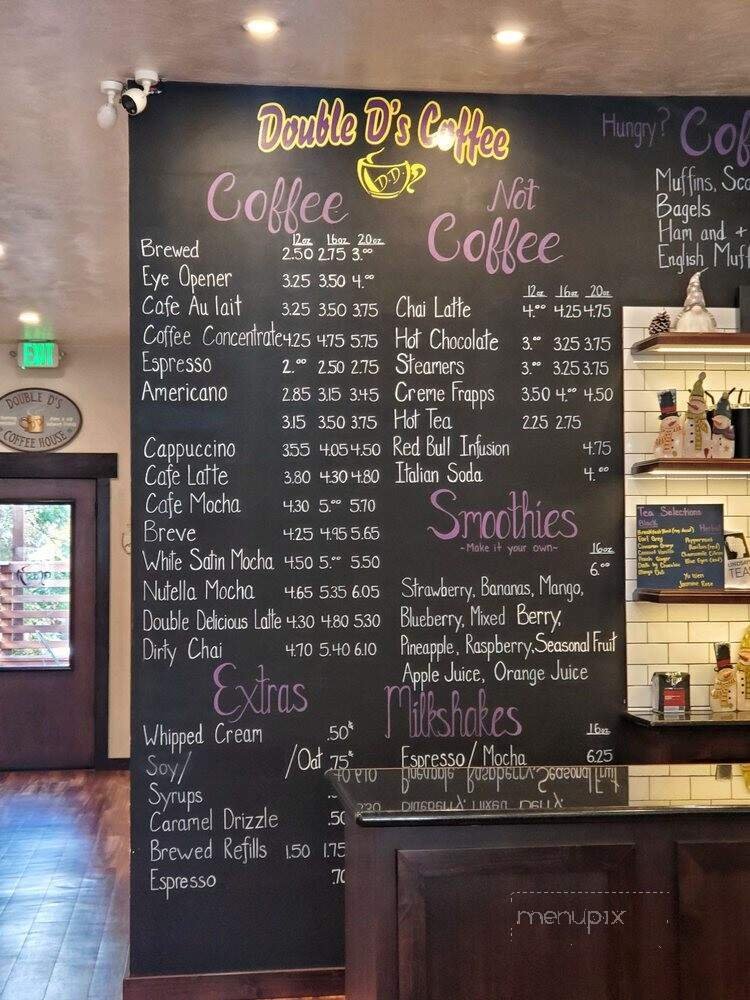 Double D's Coffee
D.D.
Coffee
12oz 16oz 20oz
Brewed 2.50 2.75 3.00
Eye Opener 3.25 3.50 4.00
Cafe Au lait 3.25 3.50 3.75
Coffee Concentrate 4.25 4.75 5.75
Espresso 2.00 2.50 2.75
Americano 2.85 3.15 3.45
3.15 3.50 3.75
Cappuccino 3.55 4.05 4.50
Cafe Latte 3.80 4.30 4.80
Cafe Mocha 4.30 5.00 5.70
Breve 4.25 4.95 5.65
White Satin Mocha 4.50 5.00 5.50
Nutella Mocha 4.65 5.35 6.05
Double Delicious Latte 4.30 4.80 5.30
Dirty Chai 4.70 5.40 6.10
Extras
Whipped Cream .50¢
Soy/ /Oat .75¢
Syrups
Caramel Drizzle .50
Brewed Refills 1.50 1.75
Espresso .70
Not
Coffee
12oz 16oz 20oz
Chai Latte 4.00 4.25 4.75
Hot Chocolate 3.00 3.25 3.75
Steamers 3.00 3.25 3.75
Creme Frapps 3.50 4.00 4.50
Hot Tea 2.25 2.75
Red Bull Infusion 4.75
Italian Soda 4.00
Smoothies
~Make it your own~
16oz
6.00
Strawberry, Bananas, Mango,
Blueberry, Mixed Berry,
Pineapple, Raspberry, Seasonal Fruit
Apple Juice, Orange Juice
Milkshakes
16oz
Espresso/Mocha 6.25
Hungry? Cof
Muffins, Sco
Bagels
Ham and +
English Muff
EXIT
DOUBLE D'S
COFFEE HOUSE
Tea Selections
Black Herbal
Earl Grey Peppermint
menupix